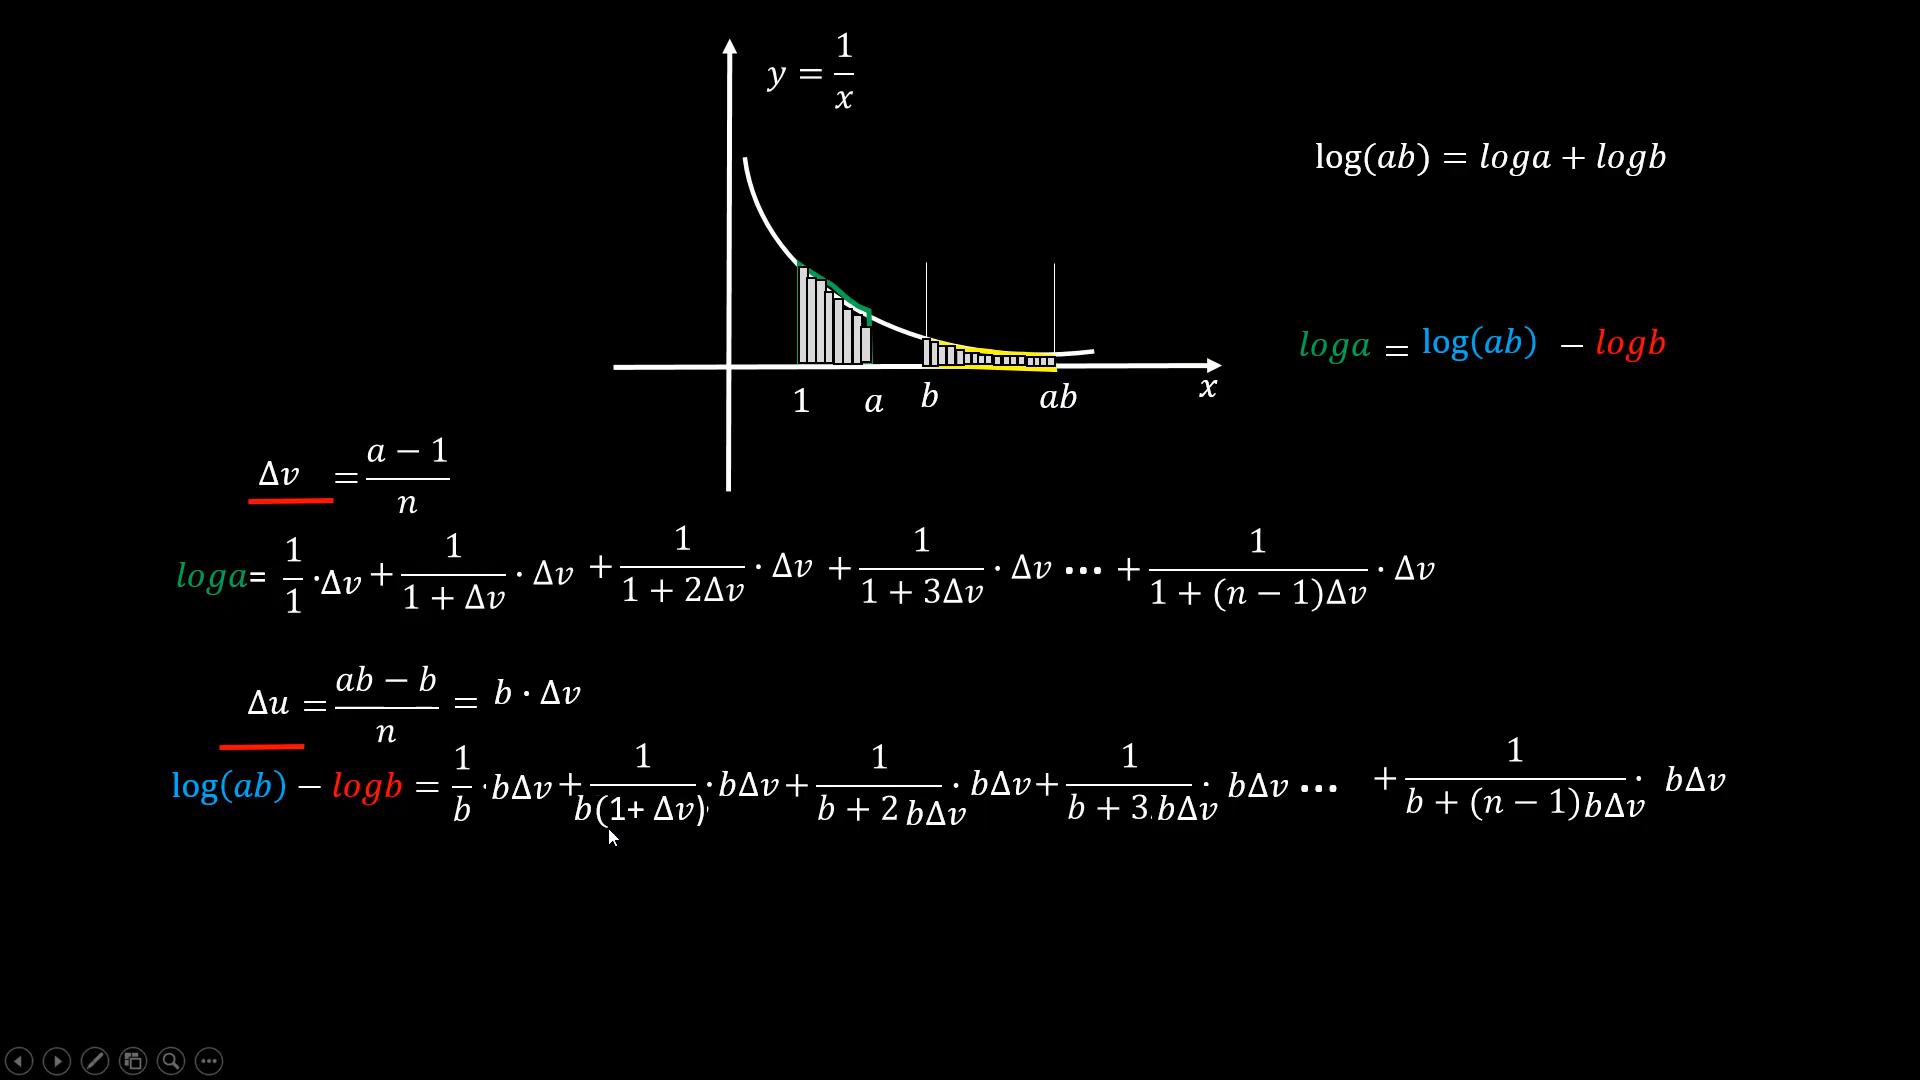 y = 1/x
log(ab) = loga + logb
loga = log(ab) − logb
1 a b ab x
Δv = (a − 1)/n
loga= 1/1 ·Δv + 1/(1 + Δv) · Δv + 1/(1 + 2Δv) · Δv + 1/(1 + 3Δv) · Δv ... + 1/(1 + (n − 1)Δv) · Δv
Δu = (ab − b)/n = b · Δv
log(ab) − logb = 1/b · bΔv + 1/b(1+ Δv) · bΔv + 1/(b + 2 bΔv) · bΔv + 1/(b + 3. bΔv) · bΔv ... + 1/(b + (n − 1) bΔv) · bΔv